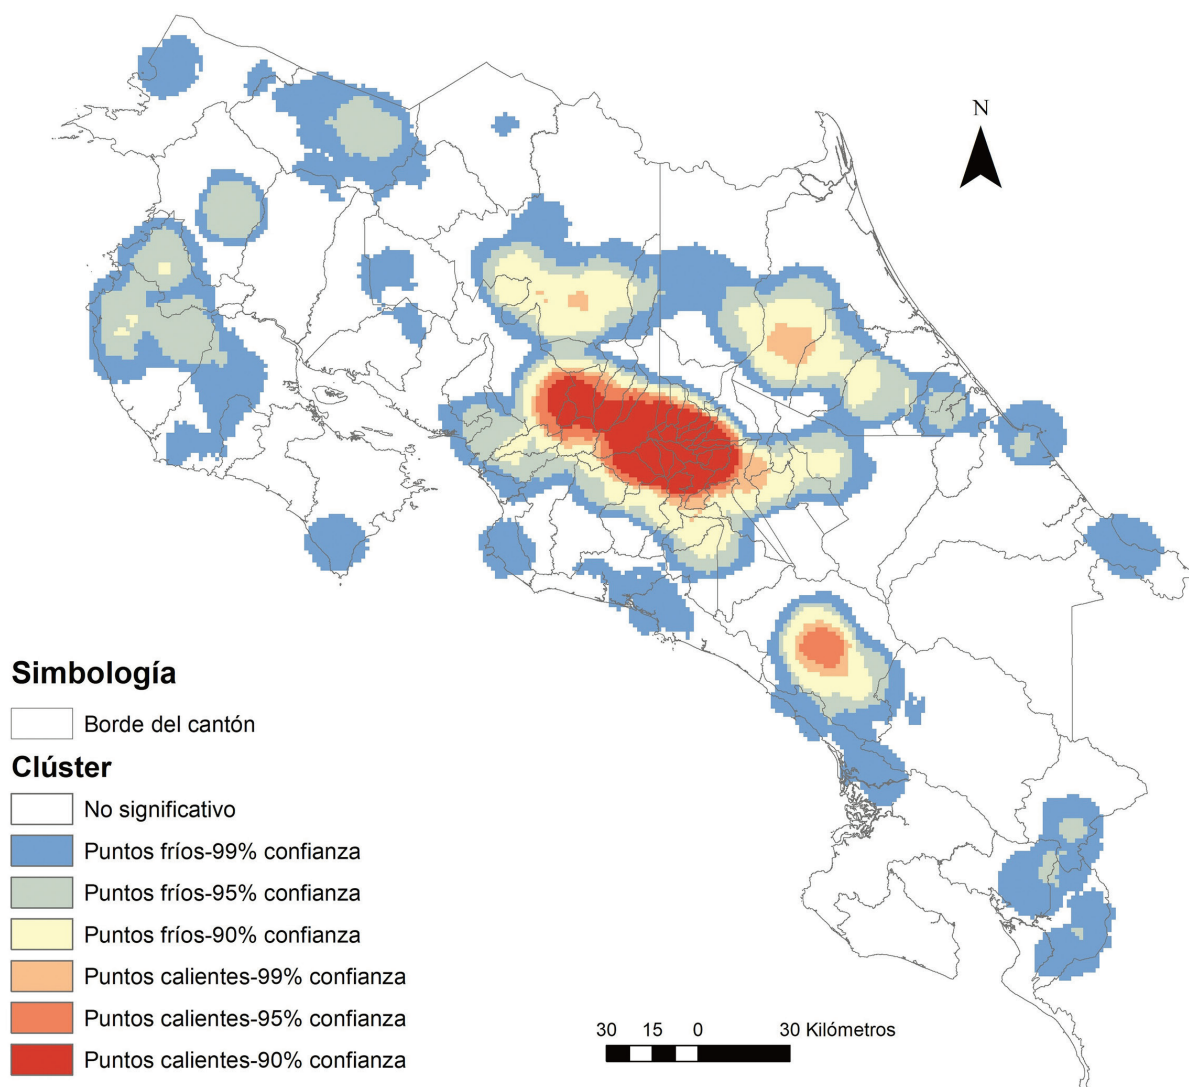 N
Simbología
Borde del cantón
Clúster
No significativo
Puntos fríos-99% confianza
Puntos fríos-95% confianza
Puntos fríos-90% confianza
Puntos calientes-99% confianza
Puntos calientes-95% confianza
Puntos calientes-90% confianza
30 15 0 30 Kilómetros